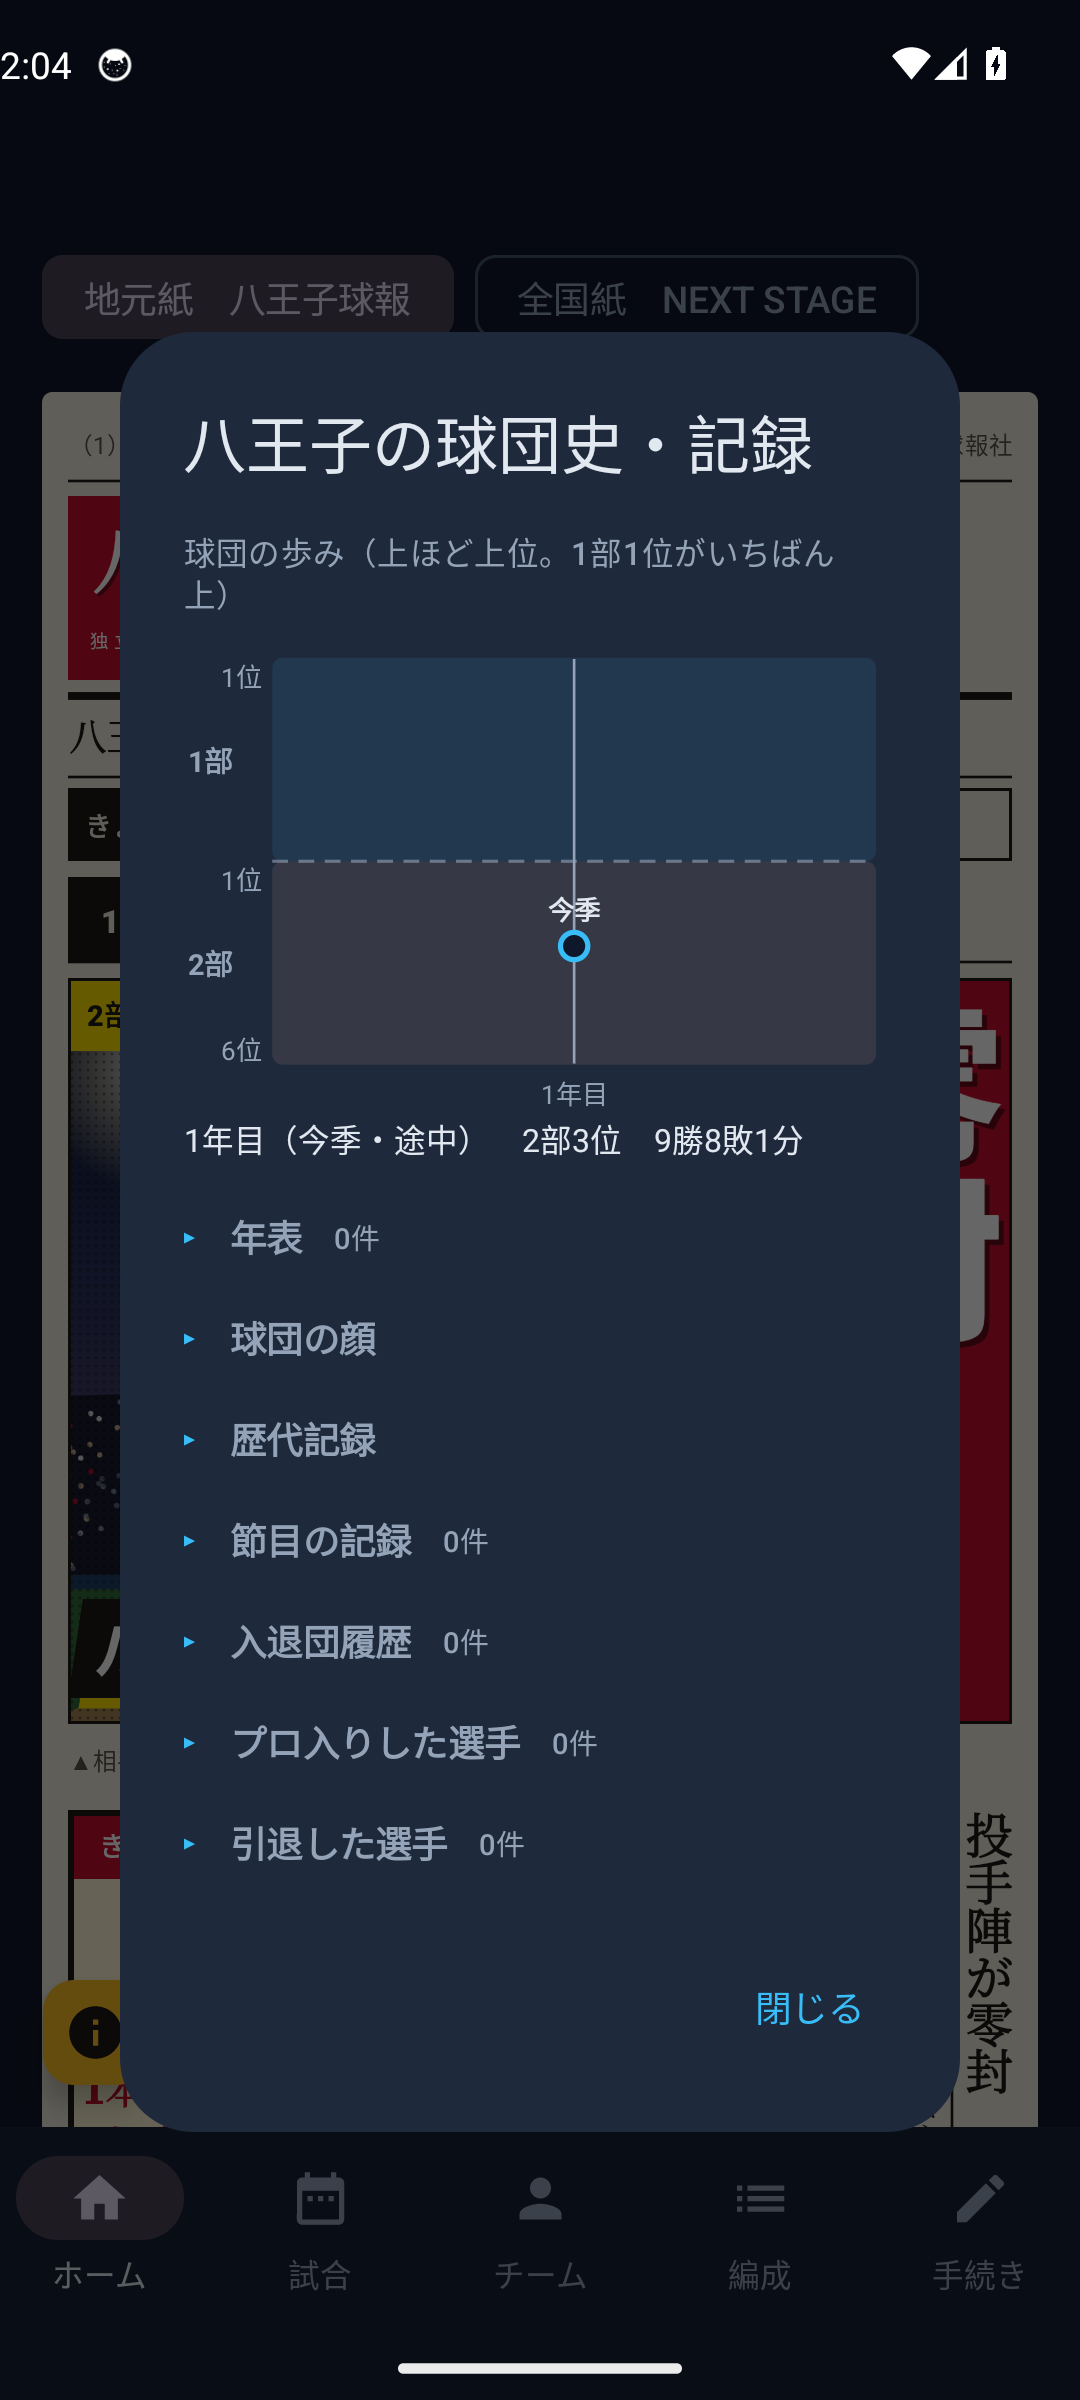 2:04
地元紙 八王子球報
全国紙 NEXT STAGE
(1)
球報社
八王子の球団史・記録
球団の歩み（上ほど上位。1部1位がいちばん
上）
1位
1部
1位
今季
2部
6位
1年目
1年目（今季・途中） 2部3位 9勝8敗1分
▸ 年表 0件
▸ 球団の顔
▸ 歴代記録
▸ 節目の記録 0件
▸ 入退団履歴 0件
▸ プロ入りした選手 0件
▸ 引退した選手 0件
閉じる
投手陣が零封
ホーム
試合
チーム
編成
手続き